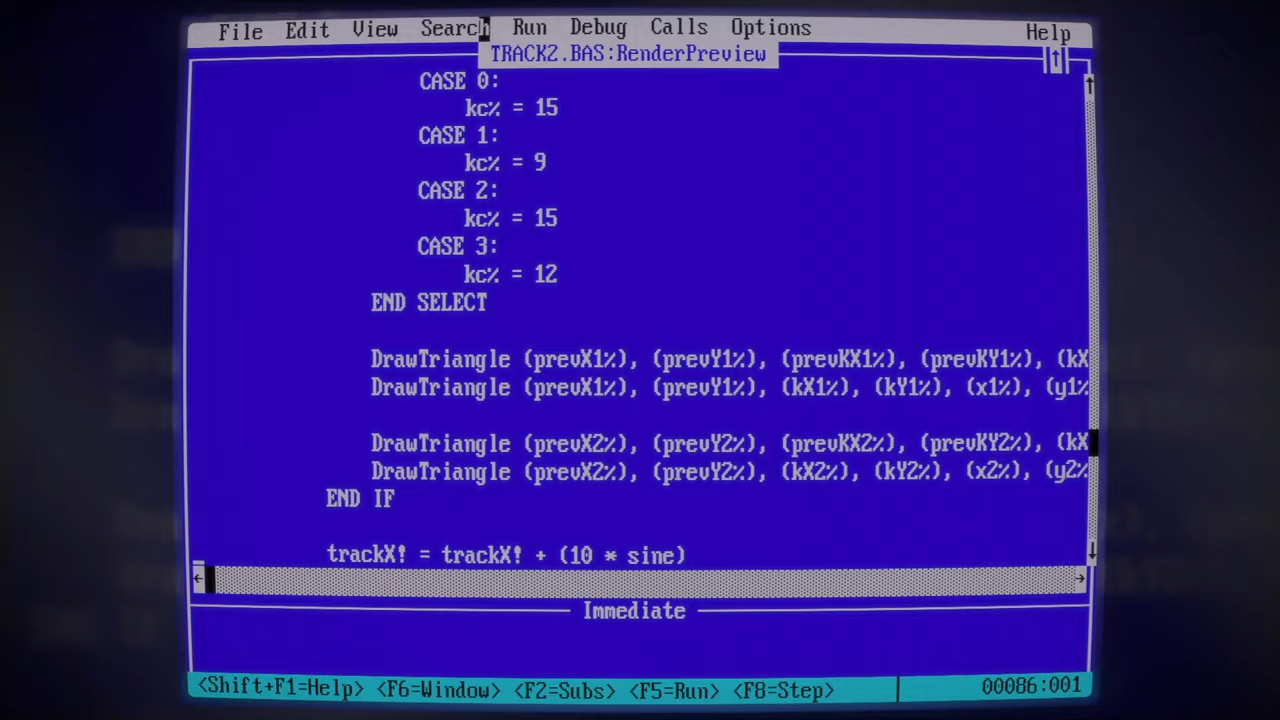 File Edit View Search Run Debug Calls Options Help
TRACK2.BAS:RenderPreview
CASE 0:
kc% = 15
CASE 1:
kc% = 9
CASE 2:
kc% = 15
CASE 3:
kc% = 12
END SELECT
DrawTriangle (prevX1%), (prevY1%), (prevKX1%), (prevKY1%), (kX
DrawTriangle (prevX1%), (prevY1%), (kX1%), (kY1%), (x1%), (y1%
DrawTriangle (prevX2%), (prevY2%), (prevKX2%), (prevKY2%), (kX
DrawTriangle (prevX2%), (prevY2%), (kX2%), (kY2%), (x2%), (y2%
END IF
trackX! = trackX! + (10 * sine)
Immediate
<Shift+F1=Help> <F6=Window> <F2=Subs> <F5=Run> <F8=Step> 00086:001